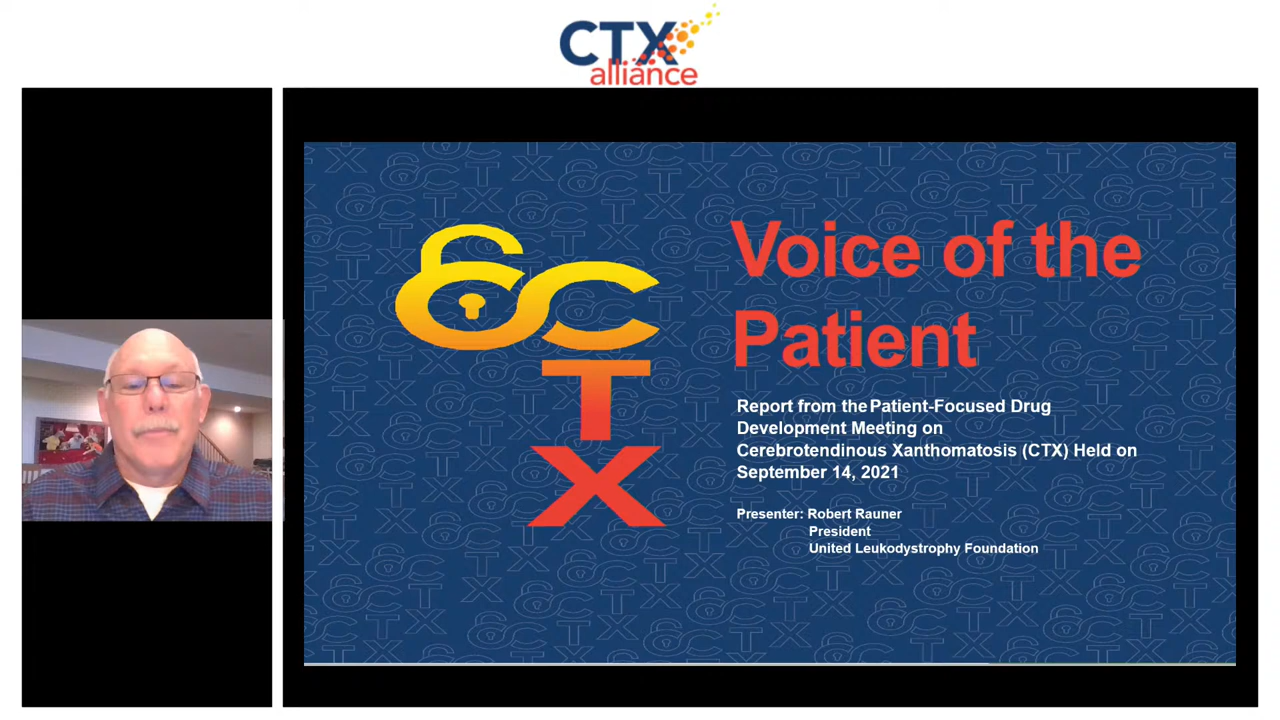 CTX
alliance
CTX
Voice of the
Patient
Report from the Patient-Focused Drug
Development Meeting on
Cerebrotendinous Xanthomatosis (CTX) Held on
September 14, 2021
Presenter: Robert Rauner
President
United Leukodystrophy Foundation